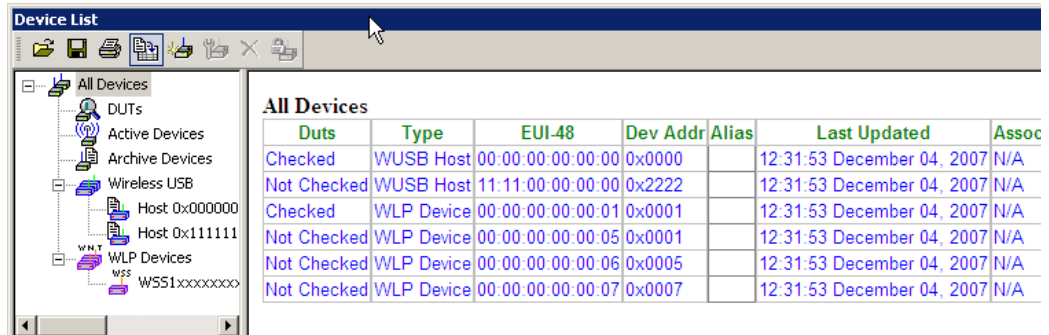 Device List
All Devices
DUTs
Active Devices
Archive Devices
Wireless USB
Host 0x000000
Host 0x111111
WLP Devices
WSS
WSS1xxxxxxxx
All Devices
Duts Type EUI-48 Dev Addr Alias Last Updated Assoc
Checked WUSB Host 00:00:00:00:00:00 0x0000 12:31:53 December 04, 2007 N/A
Not Checked WUSB Host 11:11:00:00:00:00 0x2222 12:31:53 December 04, 2007 N/A
Checked WLP Device 00:00:00:00:00:01 0x0001 12:31:53 December 04, 2007 N/A
Not Checked WLP Device 00:00:00:00:00:05 0x0001 12:31:53 December 04, 2007 N/A
Not Checked WLP Device 00:00:00:00:00:06 0x0005 12:31:53 December 04, 2007 N/A
Not Checked WLP Device 00:00:00:00:00:07 0x0007 12:31:53 December 04, 2007 N/A